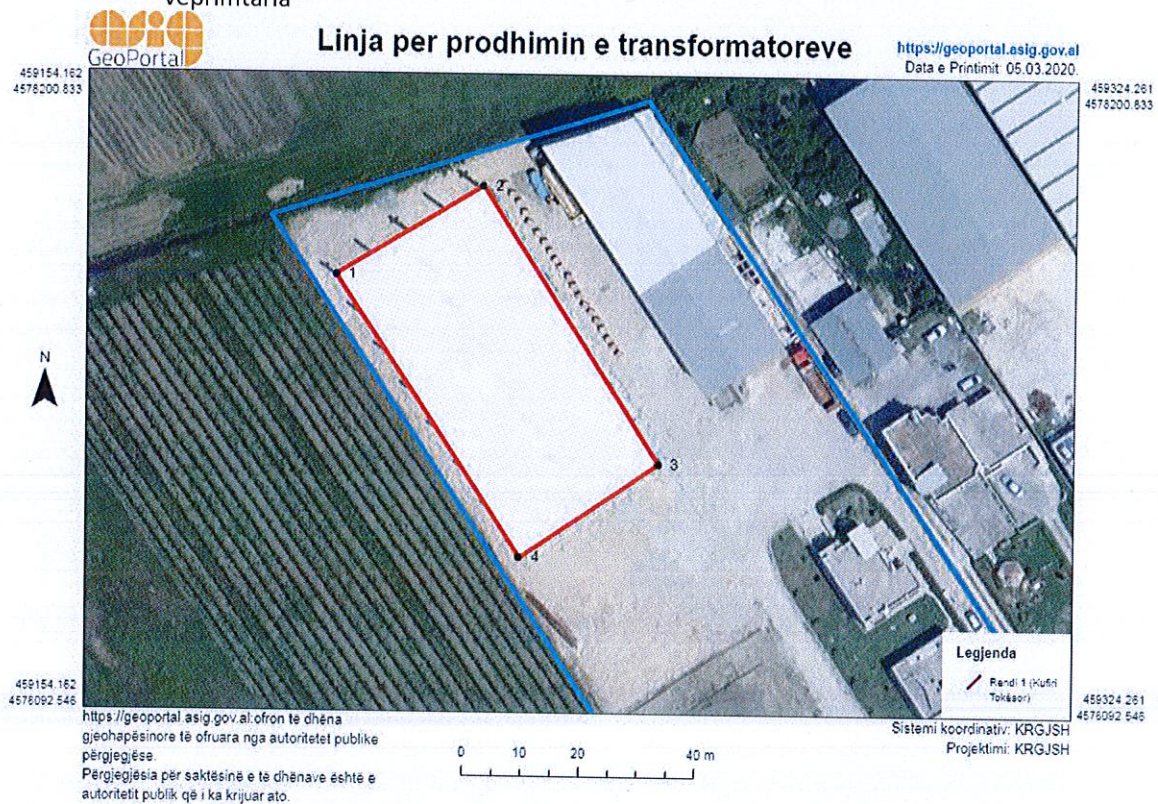 veprimtaria
asig
GeoPortal
Linja per prodhimin e transformatoreve
https://geoportal.asig.gov.al
Data e Printimit: 05.03.2020.
459154.162
4578200.833
459324.261
4578200.833
2
1
N
3
4
Legjenda
Rendi 1 (Kufiri
Tokësor)
459154.162
4578092.546
459324.261
4578092.546
https://geoportal.asig.gov.al:ofron të dhëna
gjeohapësinore të ofruara nga autoritetet publike
përgjegjëse.
Përgjegjësia për saktësinë e të dhënave është e
autoritetit publik që i ka krijuar ato.
0 10 20 40 m
Sistemi koordinativ: KRGJSH
Projektimi: KRGJSH